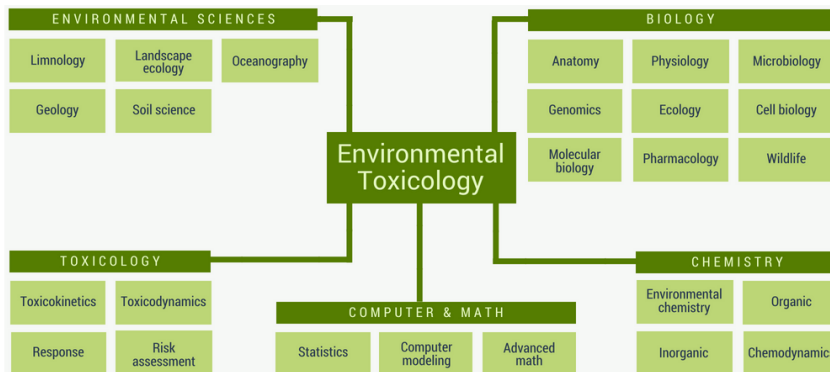 ENVIRONMENTAL SCIENCES
Limnology
Landscape
ecology
Oceanography
Geology
Soil science
BIOLOGY
Anatomy
Physiology
Microbiology
Genomics
Ecology
Cell biology
Molecular
biology
Pharmacology
Wildlife
Environmental
Toxicology
TOXICOLOGY
Toxicokinetics
Toxicodynamics
Response
Risk
assessment
COMPUTER & MATH
Statistics
Computer
modeling
Advanced
math
CHEMISTRY
Environmental
chemistry
Organic
Inorganic
Chemodynamics